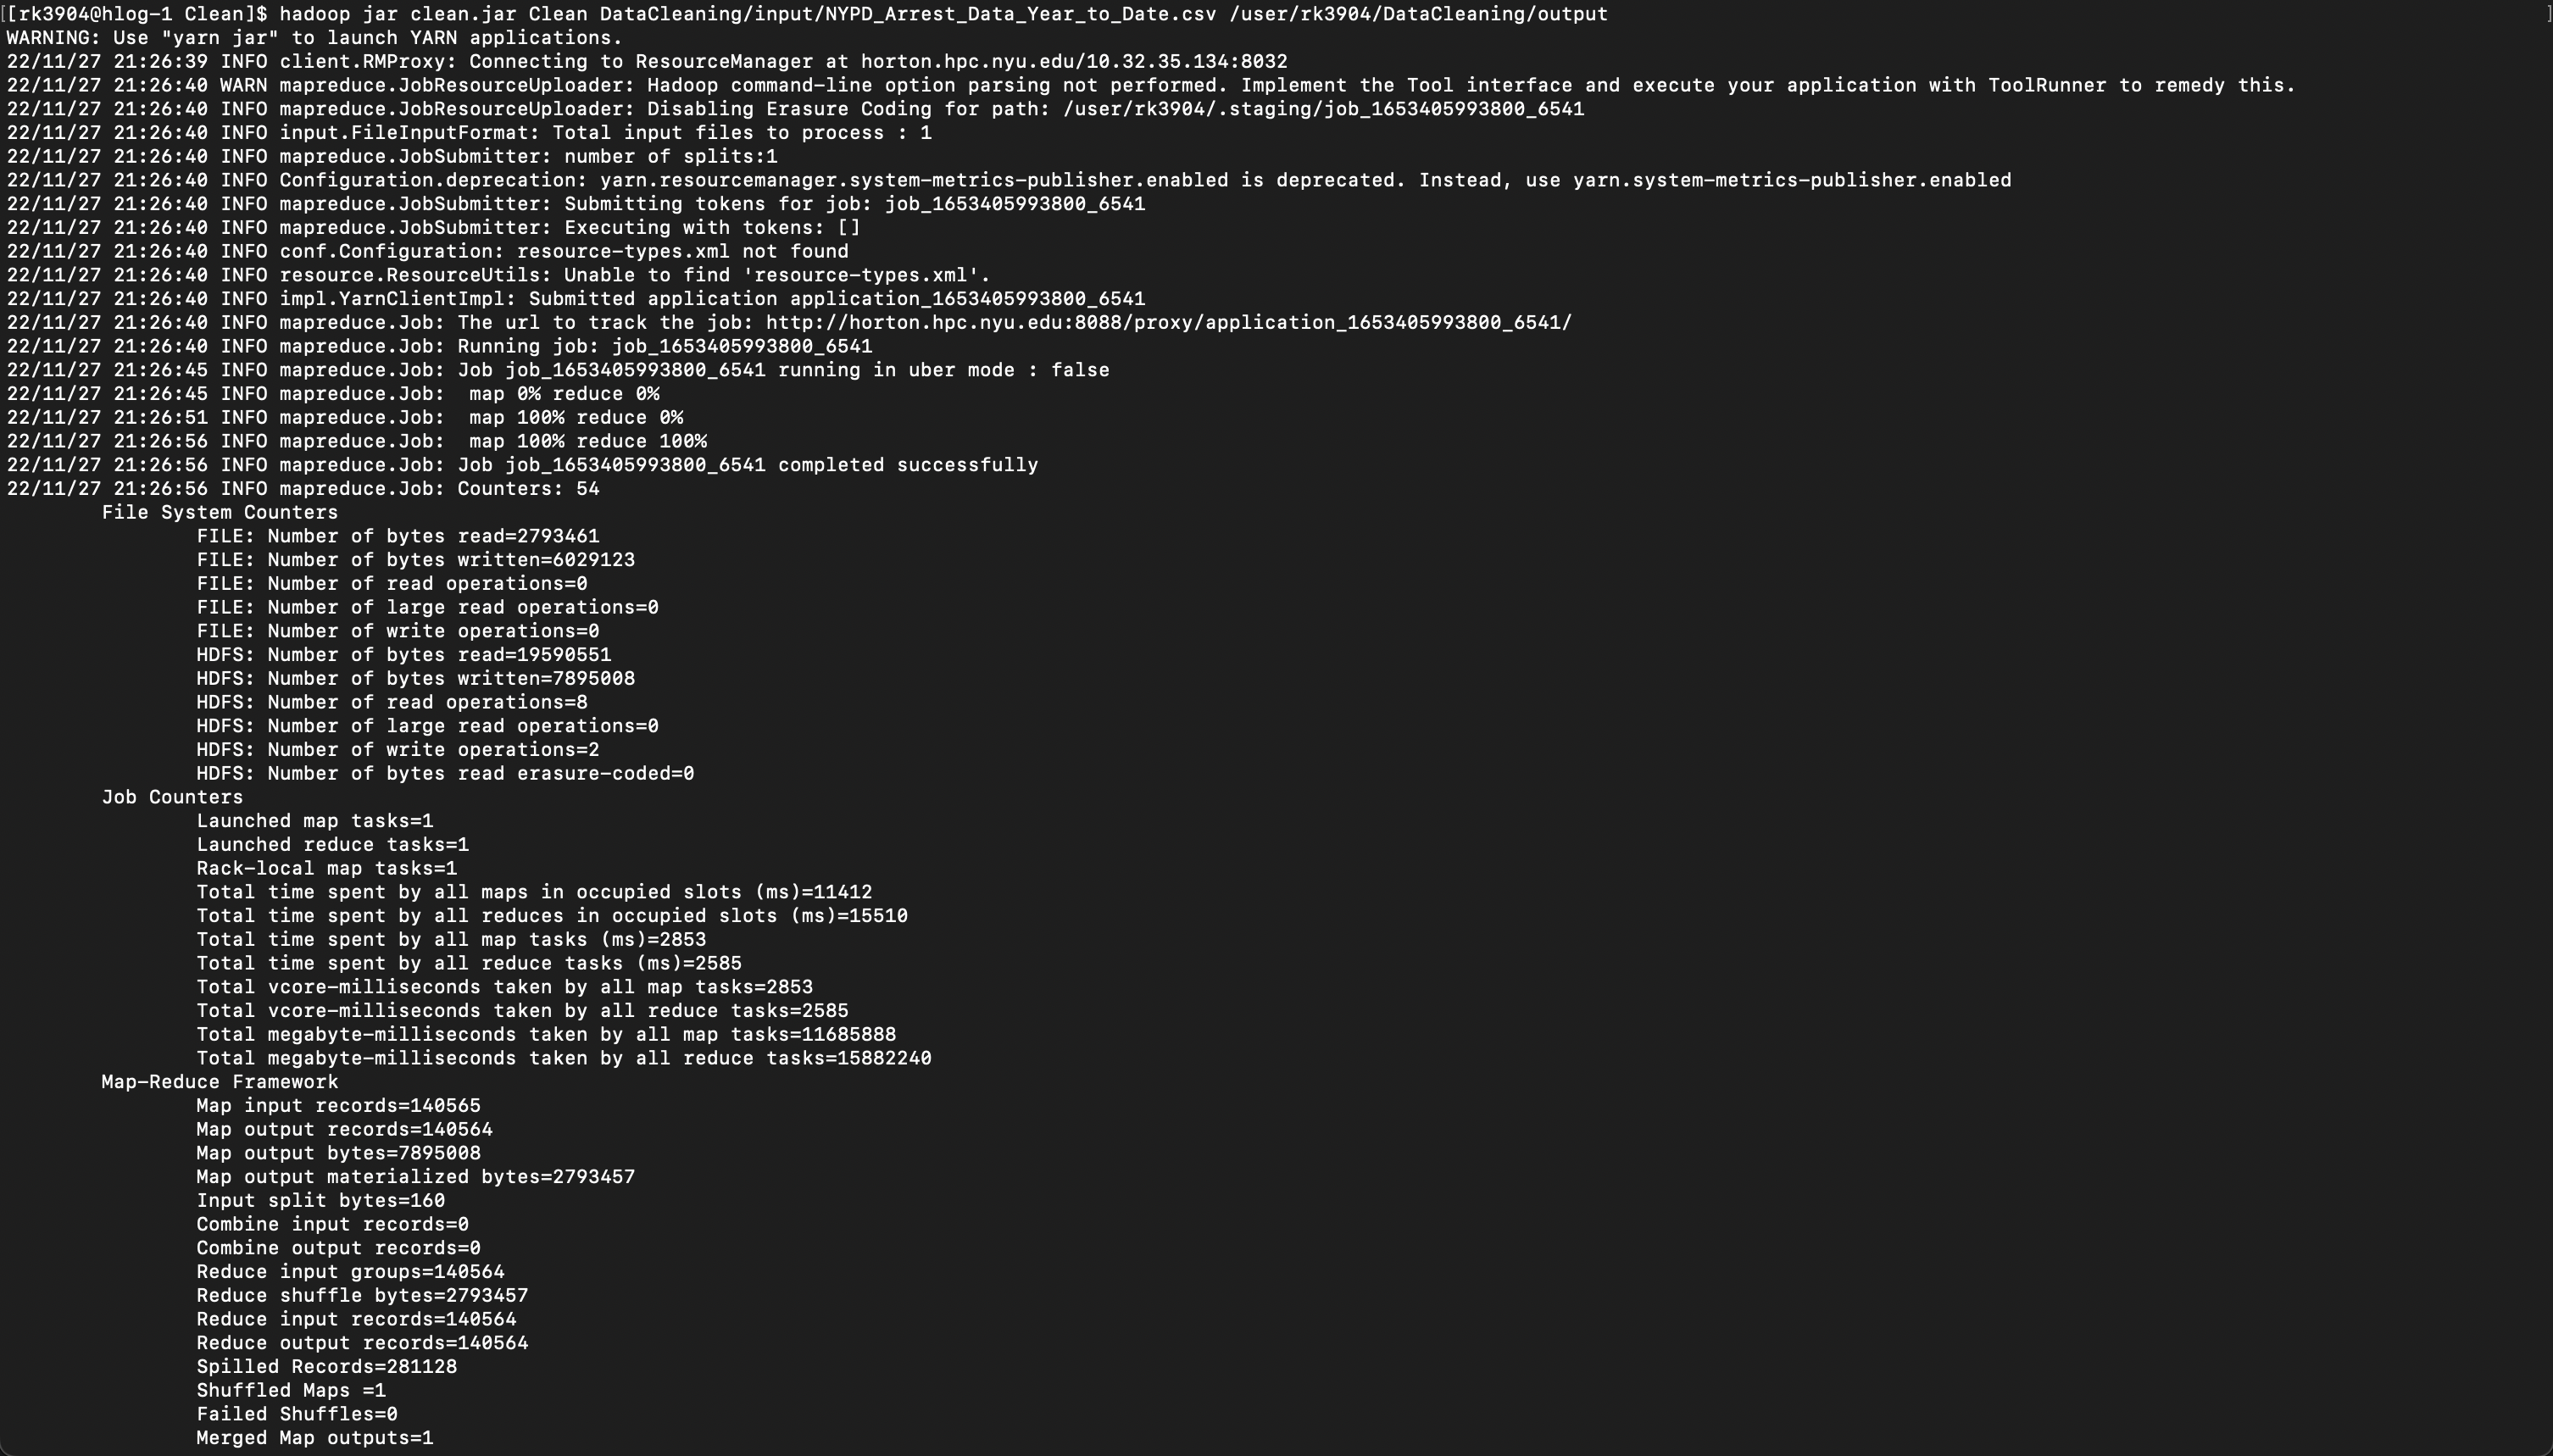 [[rk3904@hlog-1 Clean]$ hadoop jar clean.jar Clean DataCleaning/input/NYPD_Arrest_Data_Year_to_Date.csv /user/rk3904/DataCleaning/output ]
WARNING: Use "yarn jar" to launch YARN applications.
22/11/27 21:26:39 INFO client.RMProxy: Connecting to ResourceManager at horton.hpc.nyu.edu/10.32.35.134:8032
22/11/27 21:26:40 WARN mapreduce.JobResourceUploader: Hadoop command-line option parsing not performed. Implement the Tool interface and execute your application with ToolRunner to remedy this.
22/11/27 21:26:40 INFO mapreduce.JobResourceUploader: Disabling Erasure Coding for path: /user/rk3904/.staging/job_1653405993800_6541
22/11/27 21:26:40 INFO input.FileInputFormat: Total input files to process : 1
22/11/27 21:26:40 INFO mapreduce.JobSubmitter: number of splits:1
22/11/27 21:26:40 INFO Configuration.deprecation: yarn.resourcemanager.system-metrics-publisher.enabled is deprecated. Instead, use yarn.system-metrics-publisher.enabled
22/11/27 21:26:40 INFO mapreduce.JobSubmitter: Submitting tokens for job: job_1653405993800_6541
22/11/27 21:26:40 INFO mapreduce.JobSubmitter: Executing with tokens: []
22/11/27 21:26:40 INFO conf.Configuration: resource-types.xml not found
22/11/27 21:26:40 INFO resource.ResourceUtils: Unable to find 'resource-types.xml'.
22/11/27 21:26:40 INFO impl.YarnClientImpl: Submitted application application_1653405993800_6541
22/11/27 21:26:40 INFO mapreduce.Job: The url to track the job: http://horton.hpc.nyu.edu:8088/proxy/application_1653405993800_6541/
22/11/27 21:26:40 INFO mapreduce.Job: Running job: job_1653405993800_6541
22/11/27 21:26:45 INFO mapreduce.Job: Job job_1653405993800_6541 running in uber mode : false
22/11/27 21:26:45 INFO mapreduce.Job:  map 0% reduce 0%
22/11/27 21:26:51 INFO mapreduce.Job:  map 100% reduce 0%
22/11/27 21:26:56 INFO mapreduce.Job:  map 100% reduce 100%
22/11/27 21:26:56 INFO mapreduce.Job: Job job_1653405993800_6541 completed successfully
22/11/27 21:26:56 INFO mapreduce.Job: Counters: 54
File System Counters
FILE: Number of bytes read=2793461
FILE: Number of bytes written=6029123
FILE: Number of read operations=0
FILE: Number of large read operations=0
FILE: Number of write operations=0
HDFS: Number of bytes read=19590551
HDFS: Number of bytes written=7895008
HDFS: Number of read operations=8
HDFS: Number of large read operations=0
HDFS: Number of write operations=2
HDFS: Number of bytes read erasure-coded=0
Job Counters
Launched map tasks=1
Launched reduce tasks=1
Rack-local map tasks=1
Total time spent by all maps in occupied slots (ms)=11412
Total time spent by all reduces in occupied slots (ms)=15510
Total time spent by all map tasks (ms)=2853
Total time spent by all reduce tasks (ms)=2585
Total vcore-milliseconds taken by all map tasks=2853
Total vcore-milliseconds taken by all reduce tasks=2585
Total megabyte-milliseconds taken by all map tasks=11685888
Total megabyte-milliseconds taken by all reduce tasks=15882240
Map-Reduce Framework
Map input records=140565
Map output records=140564
Map output bytes=7895008
Map output materialized bytes=2793457
Input split bytes=160
Combine input records=0
Combine output records=0
Reduce input groups=140564
Reduce shuffle bytes=2793457
Reduce input records=140564
Reduce output records=140564
Spilled Records=281128
Shuffled Maps =1
Failed Shuffles=0
Merged Map outputs=1